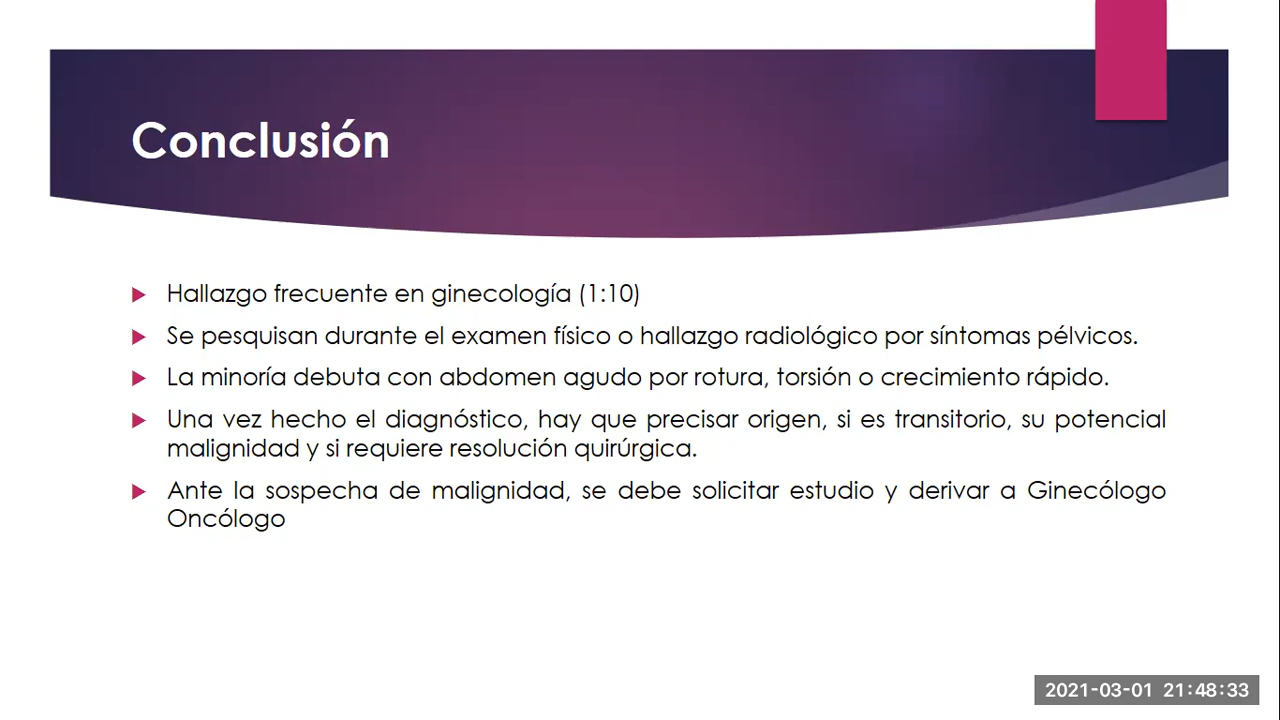 Conclusión
Hallazgo frecuente en ginecología (1:10)
Se pesquisan durante el examen físico o hallazgo radiológico por síntomas pélvicos.
La minoría debuta con abdomen agudo por rotura, torsión o crecimiento rápido.
Una vez hecho el diagnóstico, hay que precisar origen, si es transitorio, su potencial
malignidad y si requiere resolución quirúrgica.
Ante la sospecha de malignidad, se debe solicitar estudio y derivar a Ginecólogo
Oncólogo
2021-03-01 21:48:33